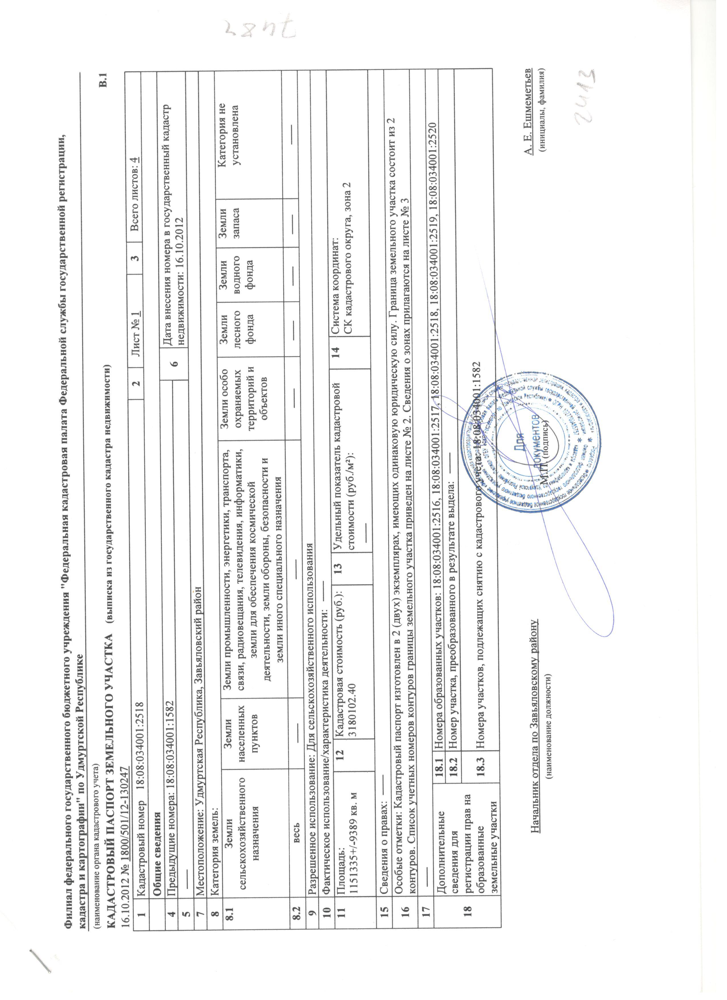 2847
Филиал федерального государственного бюджетного учреждения "Федеральная кадастровая палата Федеральной службы государственной регистрации,
кадастра и картографии" по Удмуртской Республике
(наименование органа кадастрового учета)
КАДАСТРОВЫЙ ПАСПОРТ ЗЕМЕЛЬНОГО УЧАСТКА (выписка из государственного кадастра недвижимости) В.1
16.10.2012 № 1800/501/12-130247
1 Кадастровый номер 18:08:034001:2518 2 Лист № 1 3 Всего листов: 4
Общие сведения
4 Предыдущие номера: 18:08:034001:1582 6 Дата внесения номера в государственный кадастр
недвижимости: 16.10.2012
5 —
7 Местоположение: Удмуртская Республика, Завьяловский район
8 Категория земель:
8.1 Земли
сельскохозяйственного
назначения
Земли
населенных
пунктов
Земли промышленности, энергетики, транспорта,
связи, радиовещания, телевидения, информатики,
земли для обеспечения космической
деятельности, земли обороны, безопасности и
земли иного специального назначения
Земли особо
охраняемых
территорий и
объектов
Земли
лесного
фонда
Земли
водного
фонда
Земли
запаса
Категория не
установлена
8.2 весь — — — — — — —
9 Разрешенное использование: Для сельскохозяйственного использования
10 Фактическое использование/характеристика деятельности: —
11 Площадь:
1151335+/-9389 кв. м
12 Кадастровая стоимость (руб.):
3180102.40
13 Удельный показатель кадастровой
стоимости (руб./м²):
—
14 Система координат:
СК кадастрового округа, зона 2
15 Сведения о правах: —
16 Особые отметки: Кадастровый паспорт изготовлен в 2 (двух) экземплярах, имеющих одинаковую юридическую силу. Граница земельного участка состоит из 2
контуров. Список учетных номеров контуров границы земельного участка приведен на листе № 2. Сведения о зонах прилагаются на листе № 3
17 —
18 Дополнительные
сведения для
регистрации прав на
образованные
земельные участки
18.1 Номера образованных участков: 18:08:034001:2516, 18:08:034001:2517, 18:08:034001:2518, 18:08:034001:2519, 18:08:034001:2520
18.2 Номер участка, преобразованного в результате выдела: —
18.3 Номера участков, подлежащих снятию с кадастрового учета: 18:08:034001:1582
Начальник отдела по Завьяловскому району
(наименование должности)
М.П. (подпись)
Для
документов
А. Е. Ешмеметьев
(инициалы, фамилия)
2413